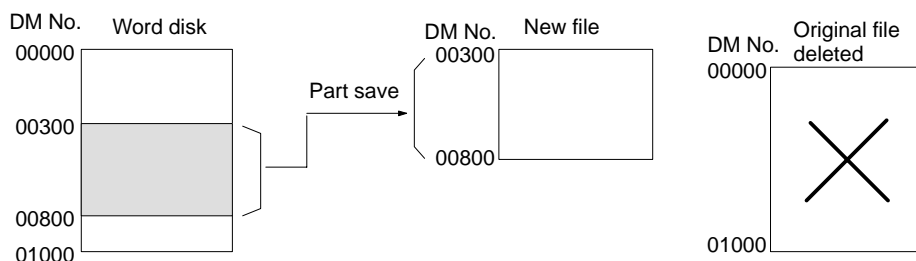 DM No.
Word disk
00000
00300
00800
01000
Part save
DM No.
New file
00300
00800
DM No.
Original file
deleted
00000
01000